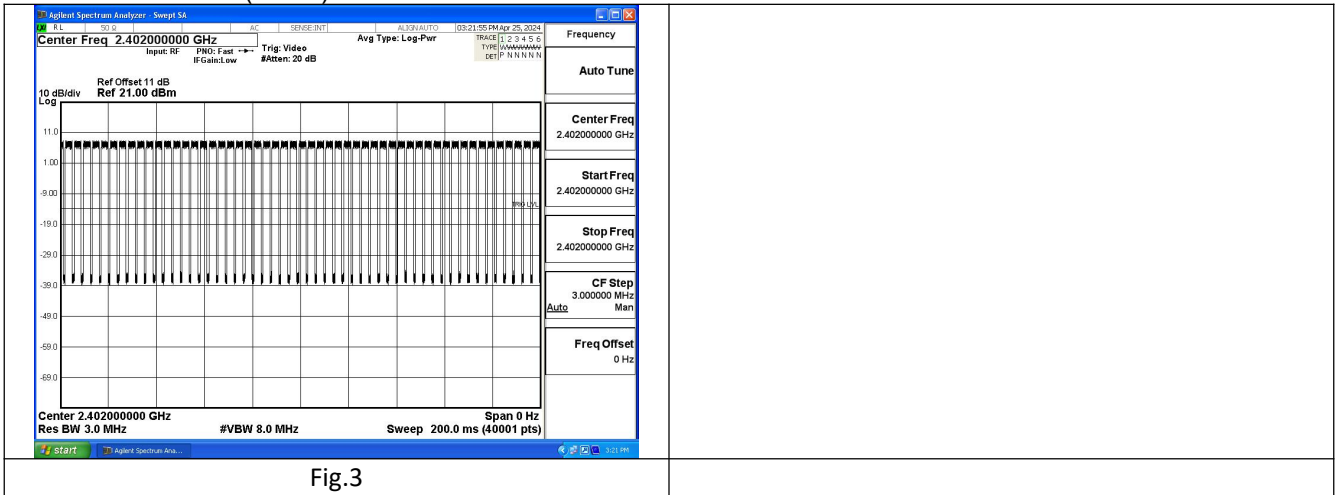 Agilent Spectrum Analyzer - Swept SA
RL 50 Ω AC SENSE:INT ALIGN AUTO 03:21:55 PM Apr 25, 2024
Center Freq 2.402000000 GHz
Input: RF PNO: Fast Trig: Video
IFGain:Low #Atten: 20 dB
Avg Type: Log-Pwr
TRACE 1 2 3 4 5 6
TYPE
DET P N N N N N
Ref Offset 11 dB
10 dB/div Ref 21.00 dBm
Log
11.0
1.00
-9.00
TRIG LVL
-19.0
-29.0
-39.0
-49.0
-59.0
-69.0
Center 2.402000000 GHz Span 0 Hz
Res BW 3.0 MHz #VBW 8.0 MHz Sweep 200.0 ms (40001 pts)
Frequency
Auto Tune
Center Freq
2.402000000 GHz
Start Freq
2.402000000 GHz
Stop Freq
2.402000000 GHz
CF Step
3.000000 MHz
Auto Man
Freq Offset
0 Hz
start Agilent Spectrum Ana... 3:21 PM
Fig.3